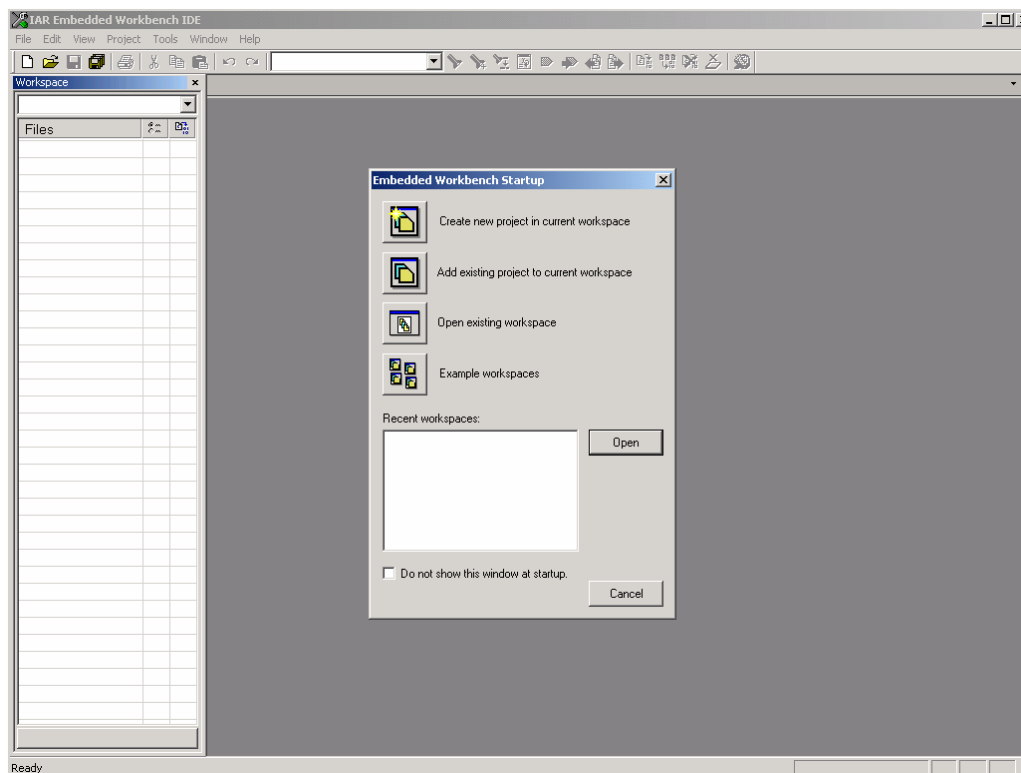 IAR Embedded Workbench IDE
File Edit View Project Tools Window Help
Workspace
Files
Embedded Workbench Startup
Create new project in current workspace
Add existing project to current workspace
Open existing workspace
Example workspaces
Recent workspaces:
Open
Do not show this window at startup.
Cancel
Ready